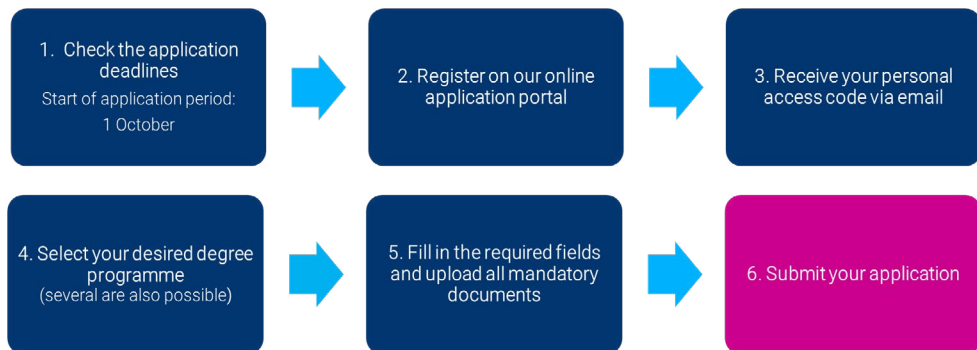 1. Check the application
deadlines
Start of application period:
1 October
2. Register on our online
application portal
3. Receive your personal
access code via email
4. Select your desired degree
programme
(several are also possible)
5. Fill in the required fields
and upload all mandatory
documents
6. Submit your application